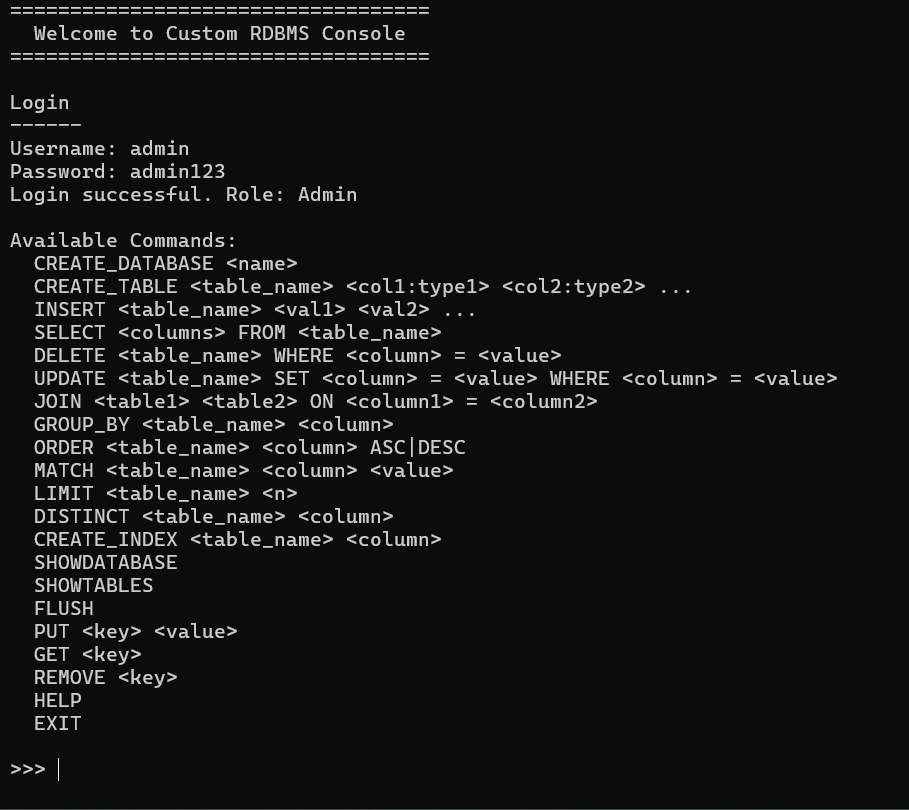 ===================================
  Welcome to Custom RDBMS Console
===================================
Login
------
Username: admin
Password: admin123
Login successful. Role: Admin
Available Commands:
  CREATE_DATABASE <name>
  CREATE_TABLE <table_name> <col1:type1> <col2:type2> ...
  INSERT <table_name> <val1> <val2> ...
  SELECT <columns> FROM <table_name>
  DELETE <table_name> WHERE <column> = <value>
  UPDATE <table_name> SET <column> = <value> WHERE <column> = <value>
  JOIN <table1> <table2> ON <column1> = <column2>
  GROUP_BY <table_name> <column>
  ORDER <table_name> <column> ASC|DESC
  MATCH <table_name> <column> <value>
  LIMIT <table_name> <n>
  DISTINCT <table_name> <column>
  CREATE_INDEX <table_name> <column>
  SHOWDATABASE
  SHOWTABLES
  FLUSH
  PUT <key> <value>
  GET <key>
  REMOVE <key>
  HELP
  EXIT
>>>